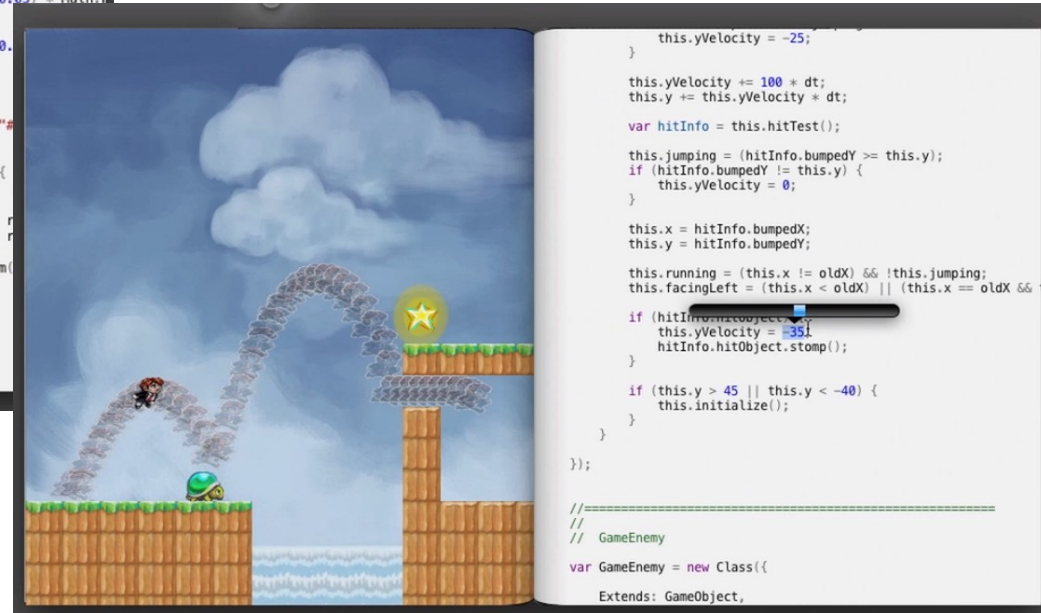 this.yVelocity = -25;
}
this.yVelocity += 100 * dt;
this.y += this.yVelocity * dt;
var hitInfo = this.hitTest();
this.jumping = (hitInfo.bumpedY >= this.y);
if (hitInfo.bumpedY != this.y) {
this.yVelocity = 0;
}
this.x = hitInfo.bumpedX;
this.y = hitInfo.bumpedY;
this.running = (this.x != oldX) && !this.jumping;
this.facingLeft = (this.x < oldX) || (this.x == oldX &&
if (hitInfo.hitObject
this.yVelocity = -35;
hitInfo.hitObject.stomp();
}
if (this.y > 45 || this.y < -40) {
this.initialize();
}
}
});
//===============================================================
//
// GameEnemy
var GameEnemy = new Class({
Extends: GameObject,